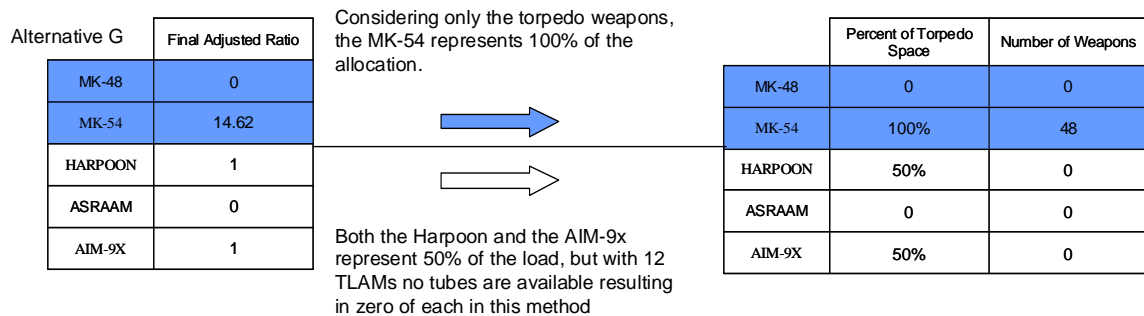 Alternative G
Final Adjusted Ratio
MK-48
0
MK-54
14.62
HARPOON
1
ASRAAM
0
AIM-9X
1
Considering only the torpedo weapons,
the MK-54 represents 100% of the
allocation.
Both the Harpoon and the AIM-9x
represent 50% of the load, but with 12
TLAMs no tubes are available resulting
in zero of each in this method
Percent of Torpedo
Space
Number of Weapons
MK-48
0
0
MK-54
100%
48
HARPOON
50%
0
ASRAAM
0
0
AIM-9X
50%
0